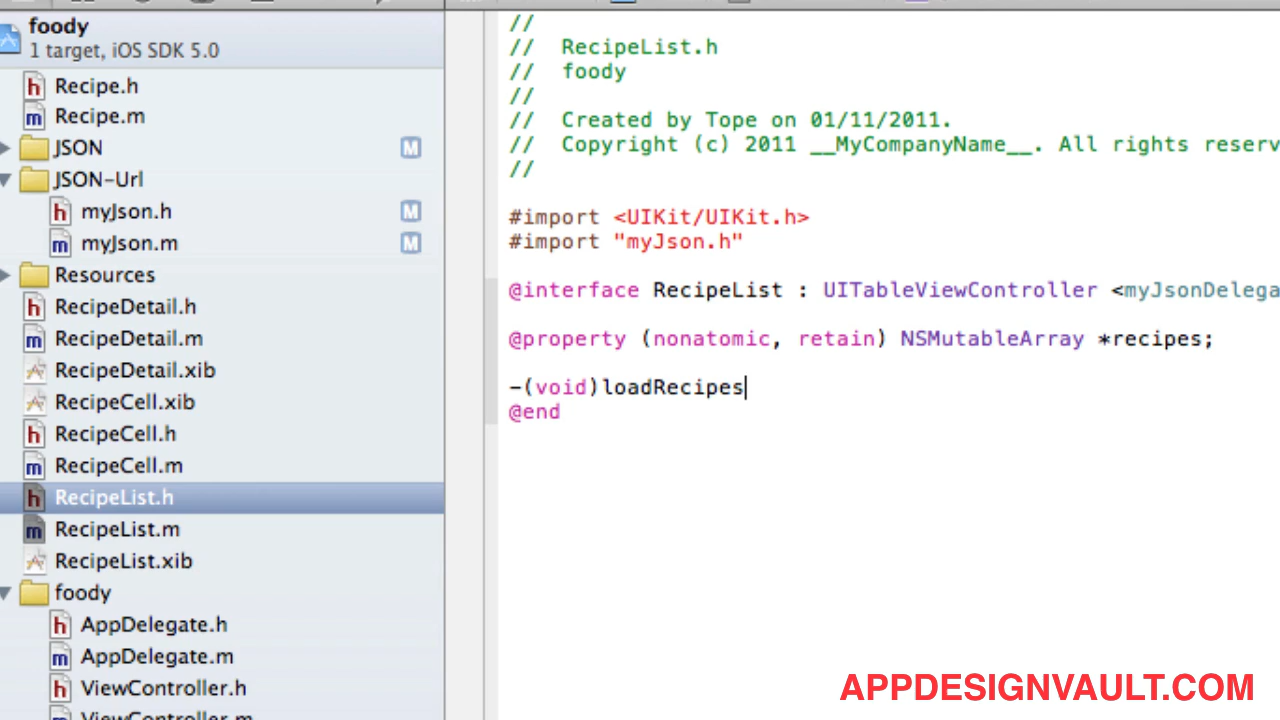 foody
1 target, iOS SDK 5.0
h Recipe.h
m Recipe.m
JSON M
JSON-Url
h myJson.h M
m myJson.m M
Resources
h RecipeDetail.h
m RecipeDetail.m
RecipeDetail.xib
RecipeCell.xib
h RecipeCell.h
m RecipeCell.m
h RecipeList.h
m RecipeList.m
RecipeList.xib
foody
h AppDelegate.h
m AppDelegate.m
h ViewController.h
ViewController.m
//
// RecipeList.h
// foody
//
// Created by Tope on 01/11/2011.
// Copyright (c) 2011 __MyCompanyName__. All rights reserv
//
#import <UIKit/UIKit.h>
#import "myJson.h"
@interface RecipeList : UITableViewController <myJsonDelega
@property (nonatomic, retain) NSMutableArray *recipes;
-(void)loadRecipes
@end
APPDESIGNVAULT.COM